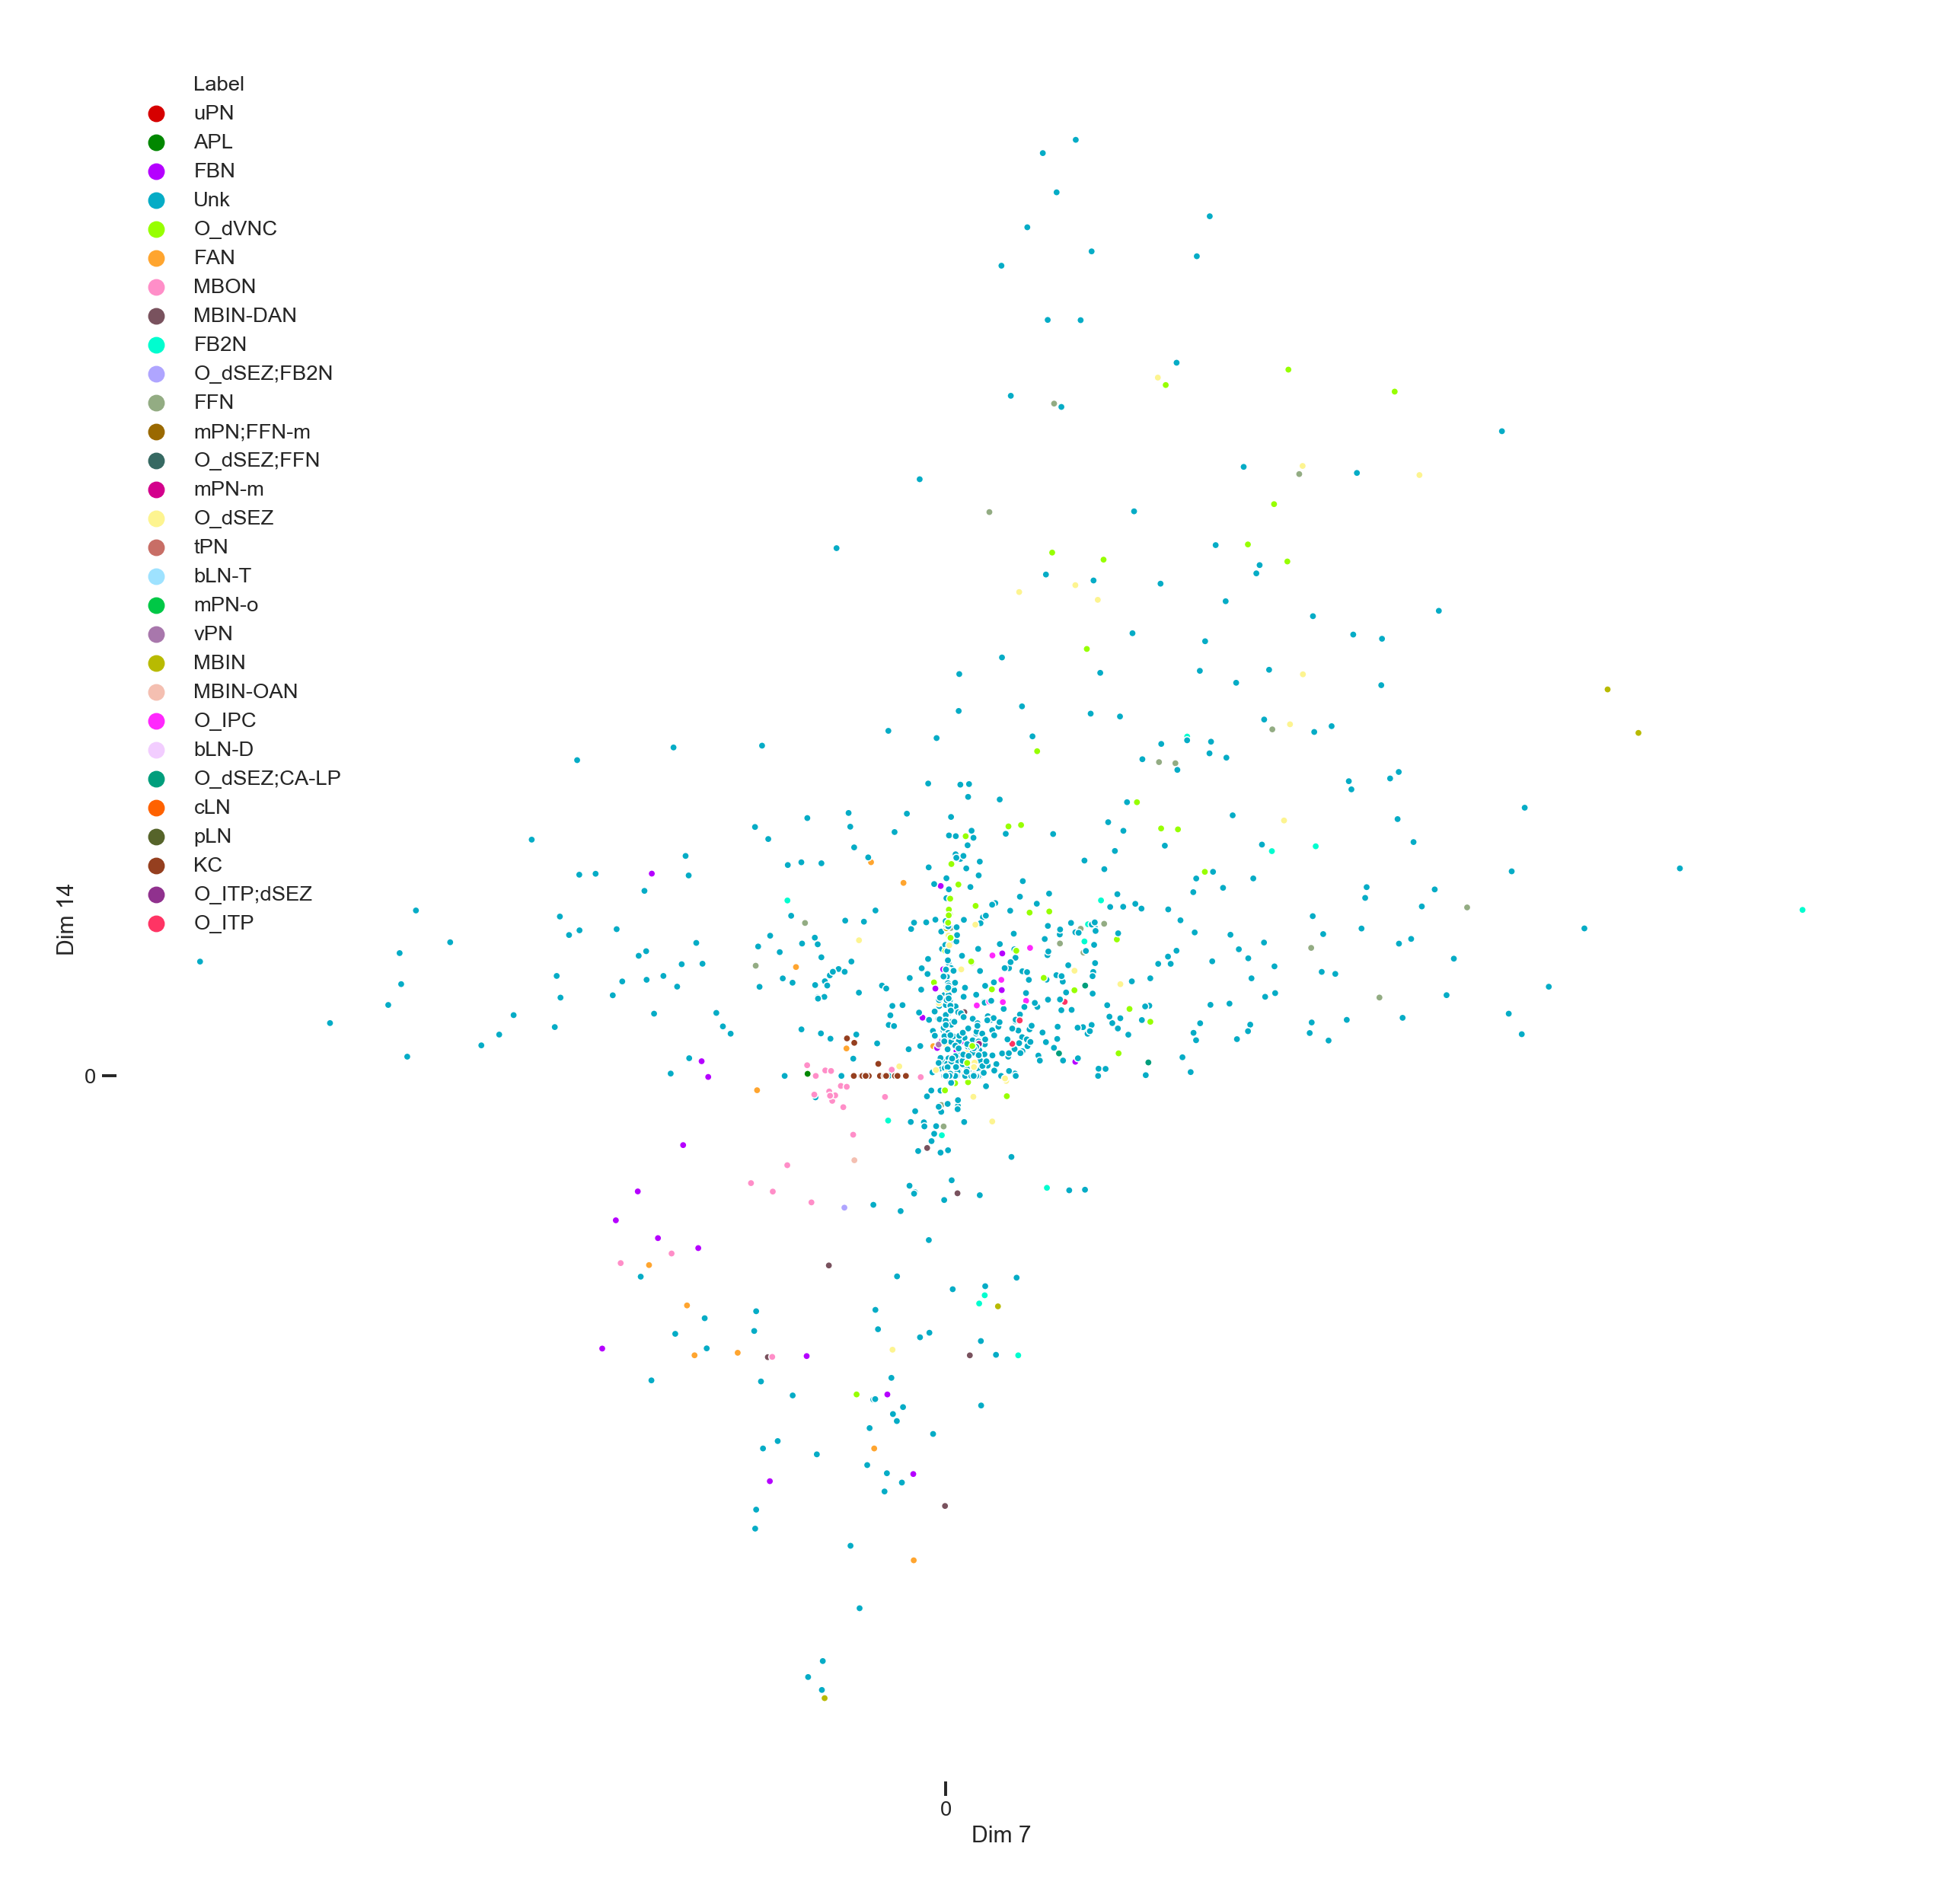 Label
uPN
APL
FBN
Unk
O_dVNC
FAN
MBON
MBIN-DAN
FB2N
O_dSEZ;FB2N
FFN
mPN;FFN-m
O_dSEZ;FFN
mPN-m
O_dSEZ
tPN
bLN-T
mPN-o
vPN
MBIN
MBIN-OAN
O_IPC
bLN-D
O_dSEZ;CA-LP
cLN
pLN
KC
O_ITP;dSEZ
O_ITP
Dim 14
0
0
Dim 7